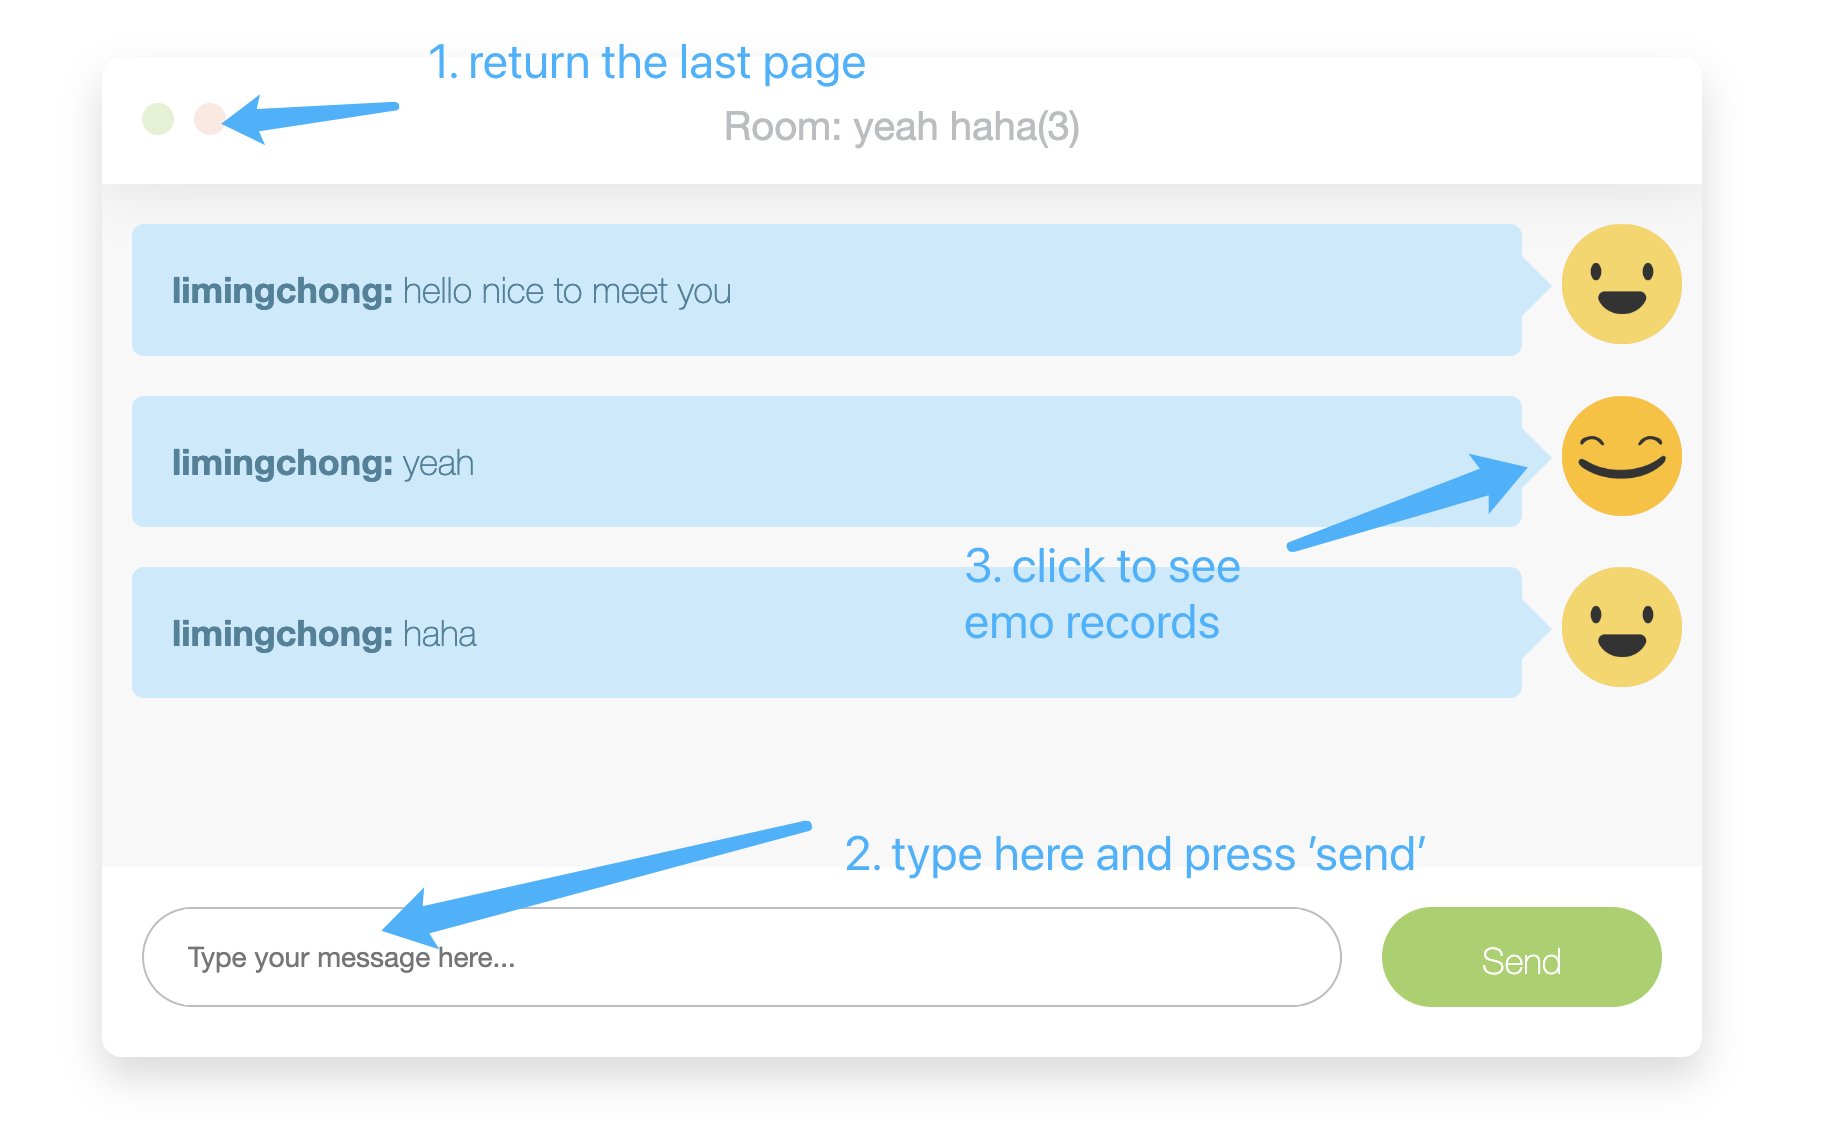 1. return the last page
Room: yeah haha(3)
limingchong: hello nice to meet you
limingchong: yeah
3. click to see
emo records
limingchong: haha
2. type here and press ’send’
Type your message here...
Send